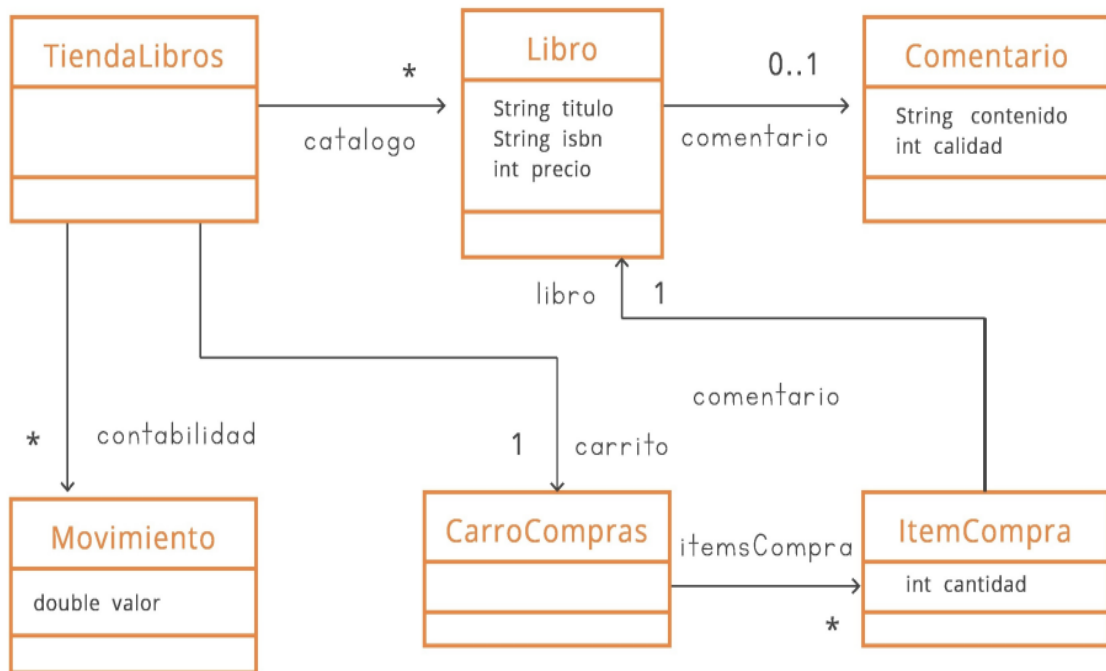 TiendaLibros
*
catalogo
Libro
String titulo
String isbn
int precio
0..1
comentario
Comentario
String contenido
int calidad
libro
1
comentario
*
contabilidad
1
carrito
Movimiento
double valor
CarroCompras
itemsCompra
*
ItemCompra
int cantidad